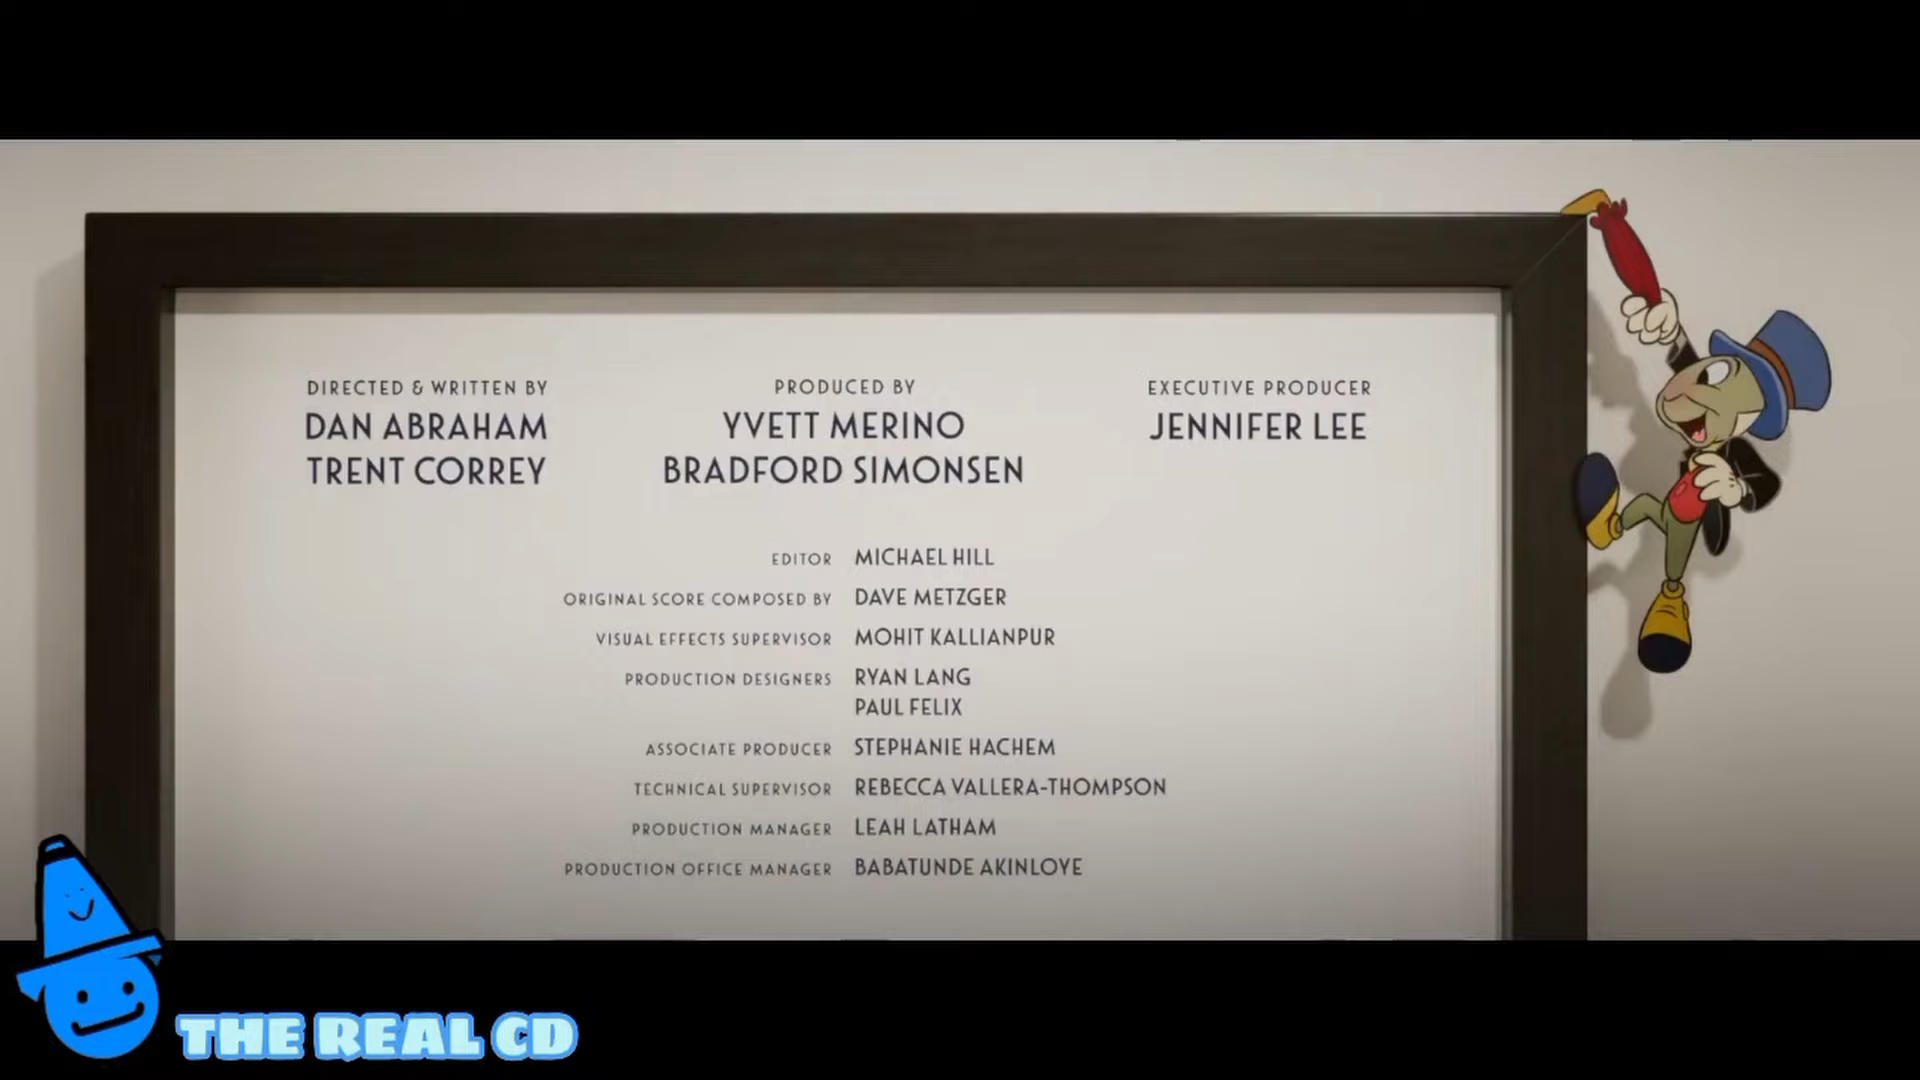 DIRECTED & WRITTEN BY
DAN ABRAHAM
TRENT CORREY
PRODUCED BY
YVETT MERINO
BRADFORD SIMONSEN
EXECUTIVE PRODUCER
JENNIFER LEE
EDITOR MICHAEL HILL
ORIGINAL SCORE COMPOSED BY DAVE METZGER
VISUAL EFFECTS SUPERVISOR MOHIT KALLIANPUR
PRODUCTION DESIGNERS RYAN LANG
PAUL FELIX
ASSOCIATE PRODUCER STEPHANIE HACHEM
TECHNICAL SUPERVISOR REBECCA VALLERA-THOMPSON
PRODUCTION MANAGER LEAH LATHAM
PRODUCTION OFFICE MANAGER BABATUNDE AKINLOYE
THE REAL CD